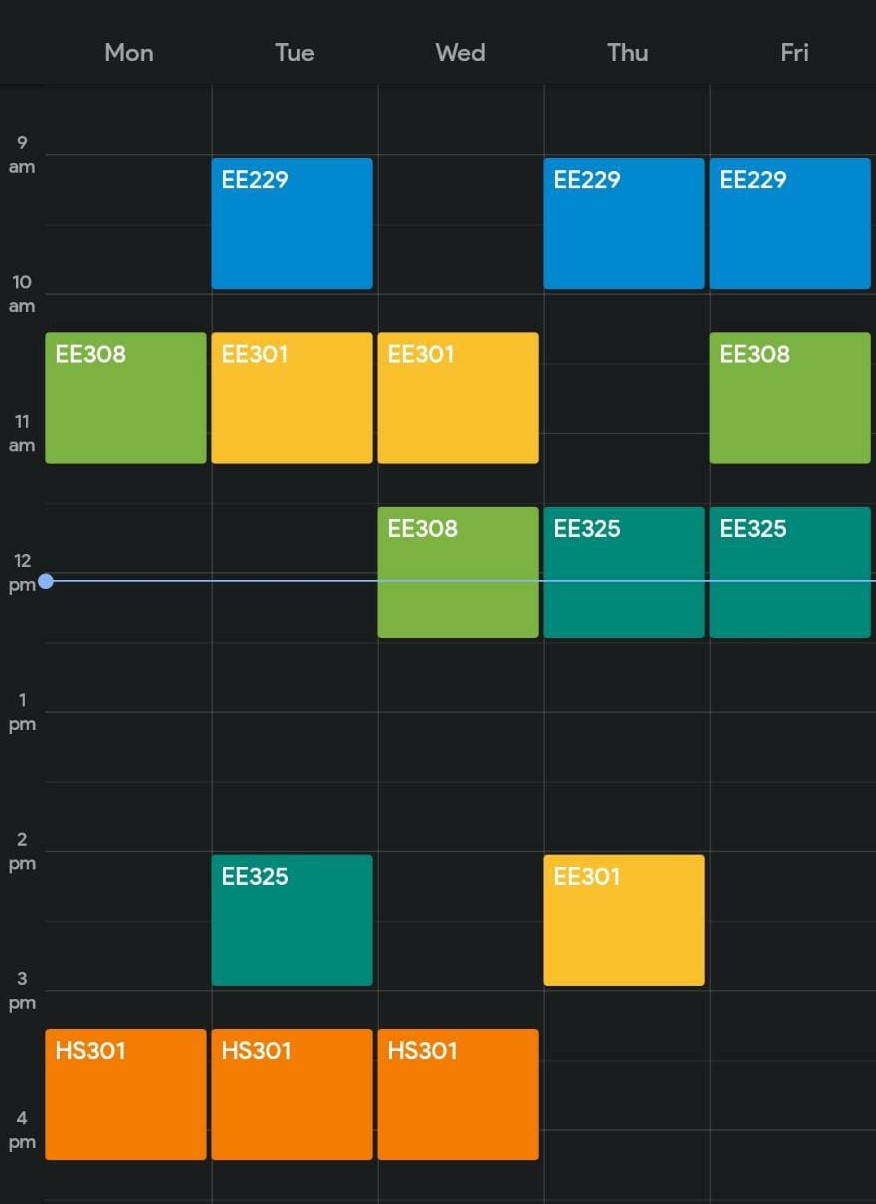 Mon Tue Wed Thu Fri
9
am
EE229 EE229 EE229
10
am
EE308 EE301 EE301 EE308
11
am
EE308 EE325 EE325
12
pm
1
pm
2
pm
EE325 EE301
3
pm
HS301 HS301 HS301
4
pm